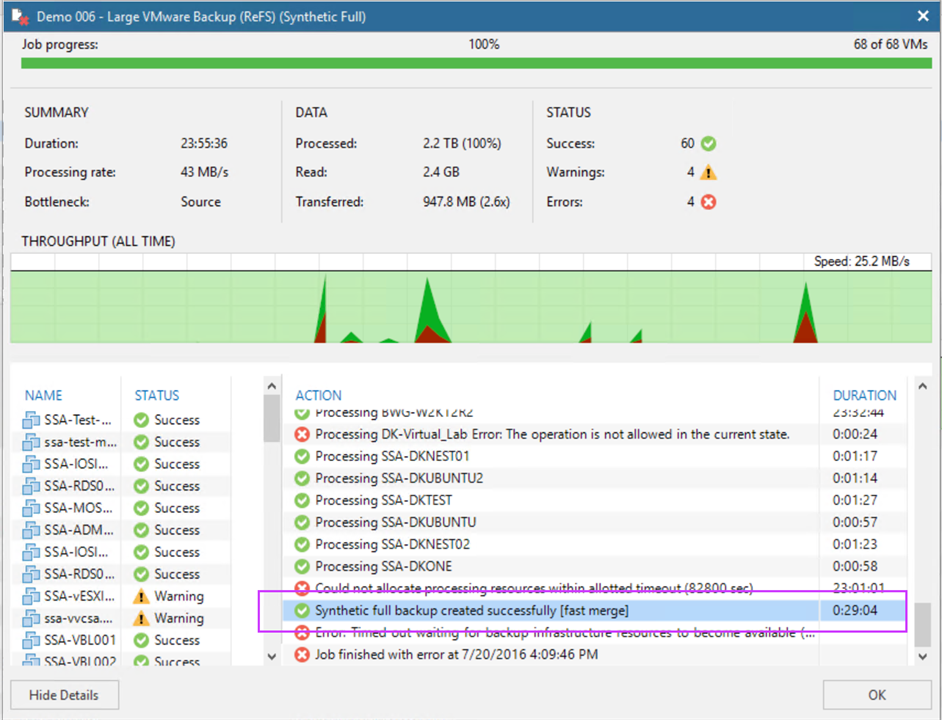 Demo 006 - Large VMware Backup (ReFS) (Synthetic Full)
Job progress: 100% 68 of 68 VMs
SUMMARY DATA STATUS
Duration: 23:55:36 Processed: 2.2 TB (100%) Success: 60
Processing rate: 43 MB/s Read: 2.4 GB Warnings: 4
Bottleneck: Source Transferred: 947.8 MB (2.6x) Errors: 4
THROUGHPUT (ALL TIME)
Speed: 25.2 MB/s
NAME STATUS
SSA-Test-... Success
ssa-test-m... Success
SSA-IOSI... Success
SSA-RDS0... Success
SSA-MOS... Success
SSA-ADM... Success
SSA-IOSI... Success
SSA-RDS0... Success
SSA-vESXI... Warning
ssa-vvcsa.... Warning
SSA-VBL001 Success
SSA-VBL002 Success
ACTION DURATION
Processing BWG-W2K12R2 23:32:44
Processing DK-Virtual_Lab Error: The operation is not allowed in the current state. 0:00:24
Processing SSA-DKNEST01 0:01:17
Processing SSA-DKUBUNTU2 0:01:14
Processing SSA-DKTEST 0:01:27
Processing SSA-DKUBUNTU 0:00:57
Processing SSA-DKNEST02 0:01:23
Processing SSA-DKONE 0:00:58
Could not allocate processing resources within allotted timeout (82800 sec) 23:01:01
Synthetic full backup created successfully [fast merge] 0:29:04
Error: Timed out waiting for backup infrastructure resources to become available (...
Job finished with error at 7/20/2016 4:09:46 PM
Hide Details OK